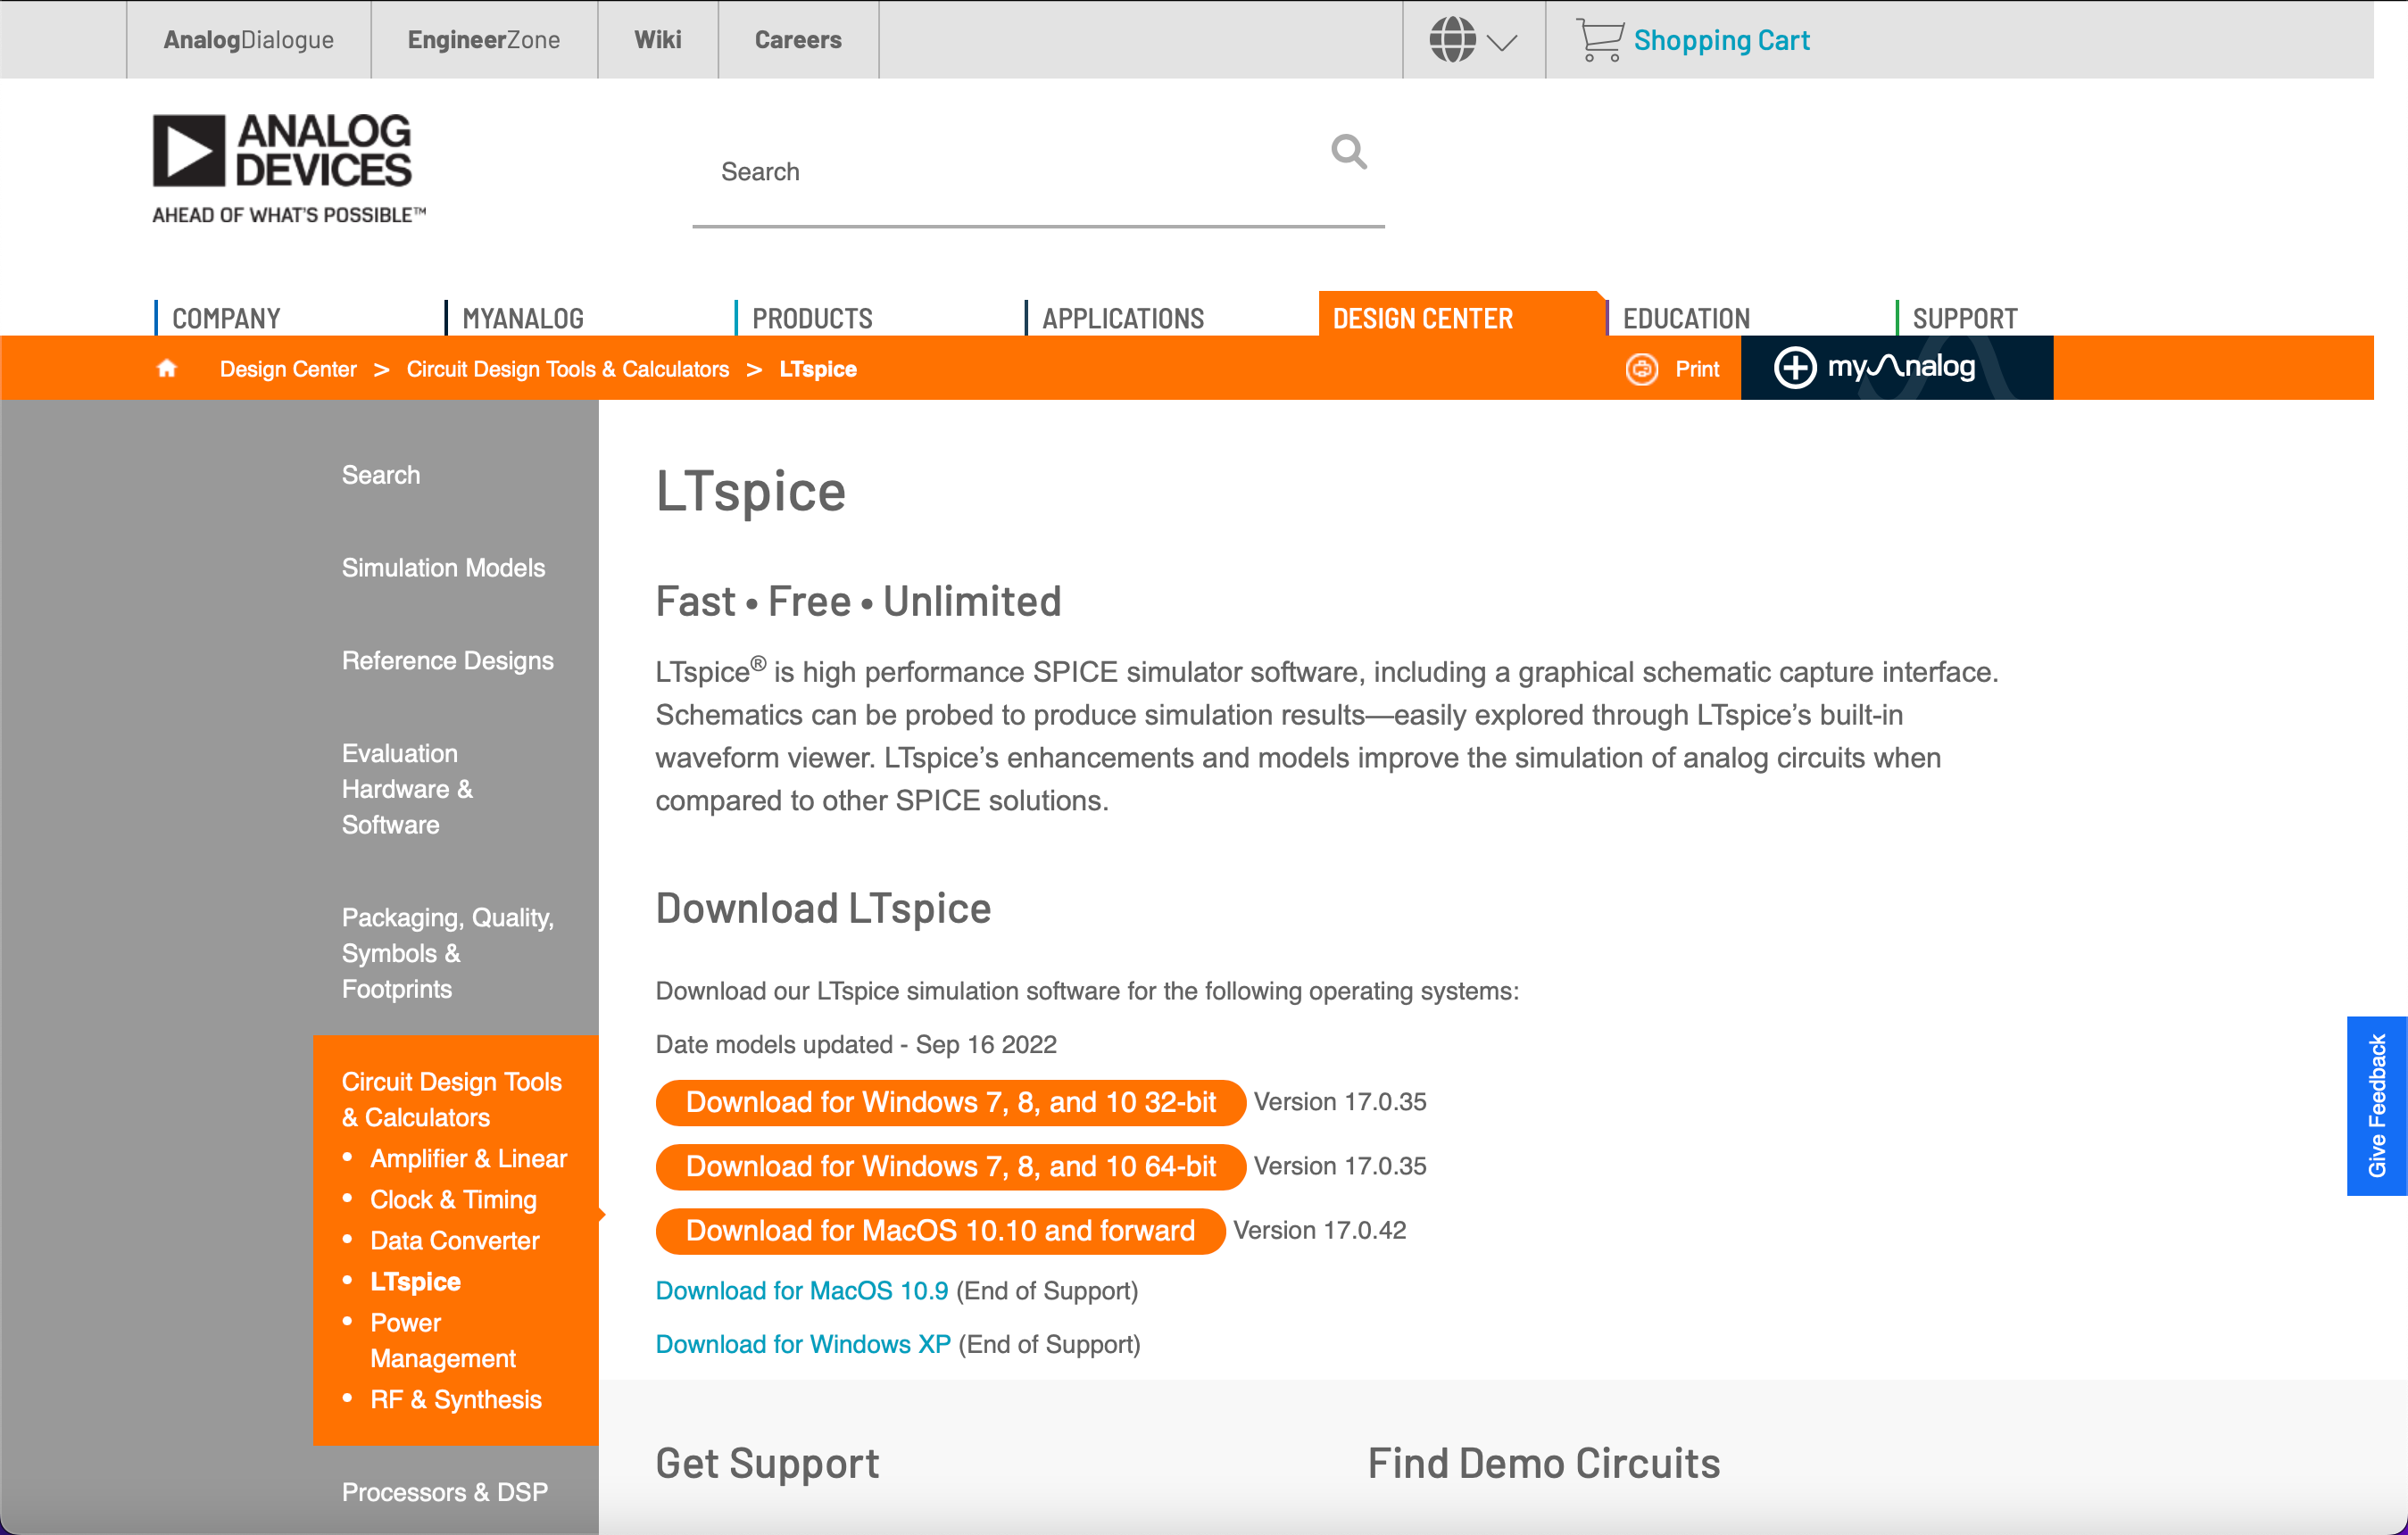 AnalogDialogue
EngineerZone
Wiki
Careers
Shopping Cart
ANALOG
DEVICES
AHEAD OF WHAT'S POSSIBLE™
Search
COMPANY
MYANALOG
PRODUCTS
APPLICATIONS
DESIGN CENTER
EDUCATION
SUPPORT
Design Center > Circuit Design Tools & Calculators > LTspice
Print
myAnalog
Search
Simulation Models
Reference Designs
Evaluation
Hardware &
Software
Packaging, Quality,
Symbols &
Footprints
Circuit Design Tools
& Calculators
• Amplifier & Linear
• Clock & Timing
• Data Converter
• LTspice
• Power
Management
• RF & Synthesis
Processors & DSP
LTspice
Fast • Free • Unlimited
LTspice® is high performance SPICE simulator software, including a graphical schematic capture interface.
Schematics can be probed to produce simulation results—easily explored through LTspice’s built-in
waveform viewer. LTspice’s enhancements and models improve the simulation of analog circuits when
compared to other SPICE solutions.
Download LTspice
Download our LTspice simulation software for the following operating systems:
Date models updated - Sep 16 2022
Download for Windows 7, 8, and 10 32-bit Version 17.0.35
Download for Windows 7, 8, and 10 64-bit Version 17.0.35
Download for MacOS 10.10 and forward Version 17.0.42
Download for MacOS 10.9 (End of Support)
Download for Windows XP (End of Support)
Get Support
Find Demo Circuits
Give Feedback